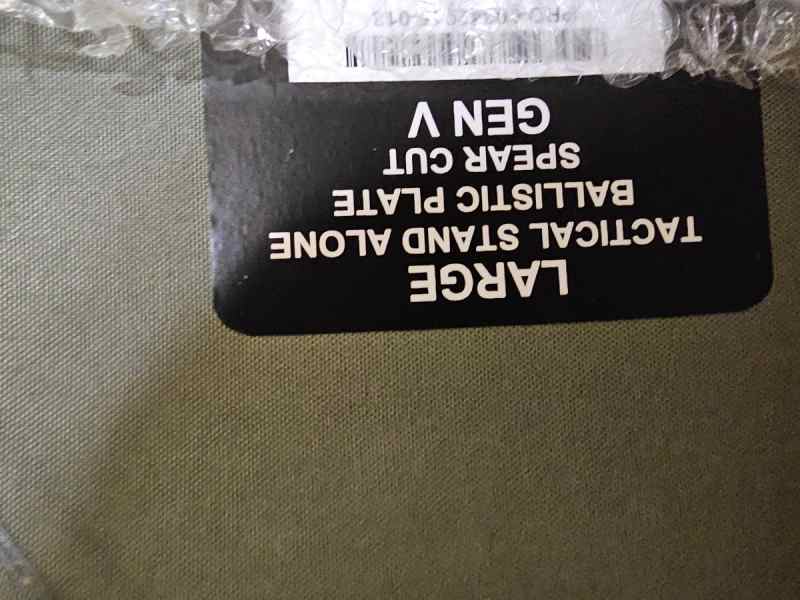 LARGE
TACTICAL STAND ALONE
BALLISTIC PLATE
SPEAR CUT
GEN V